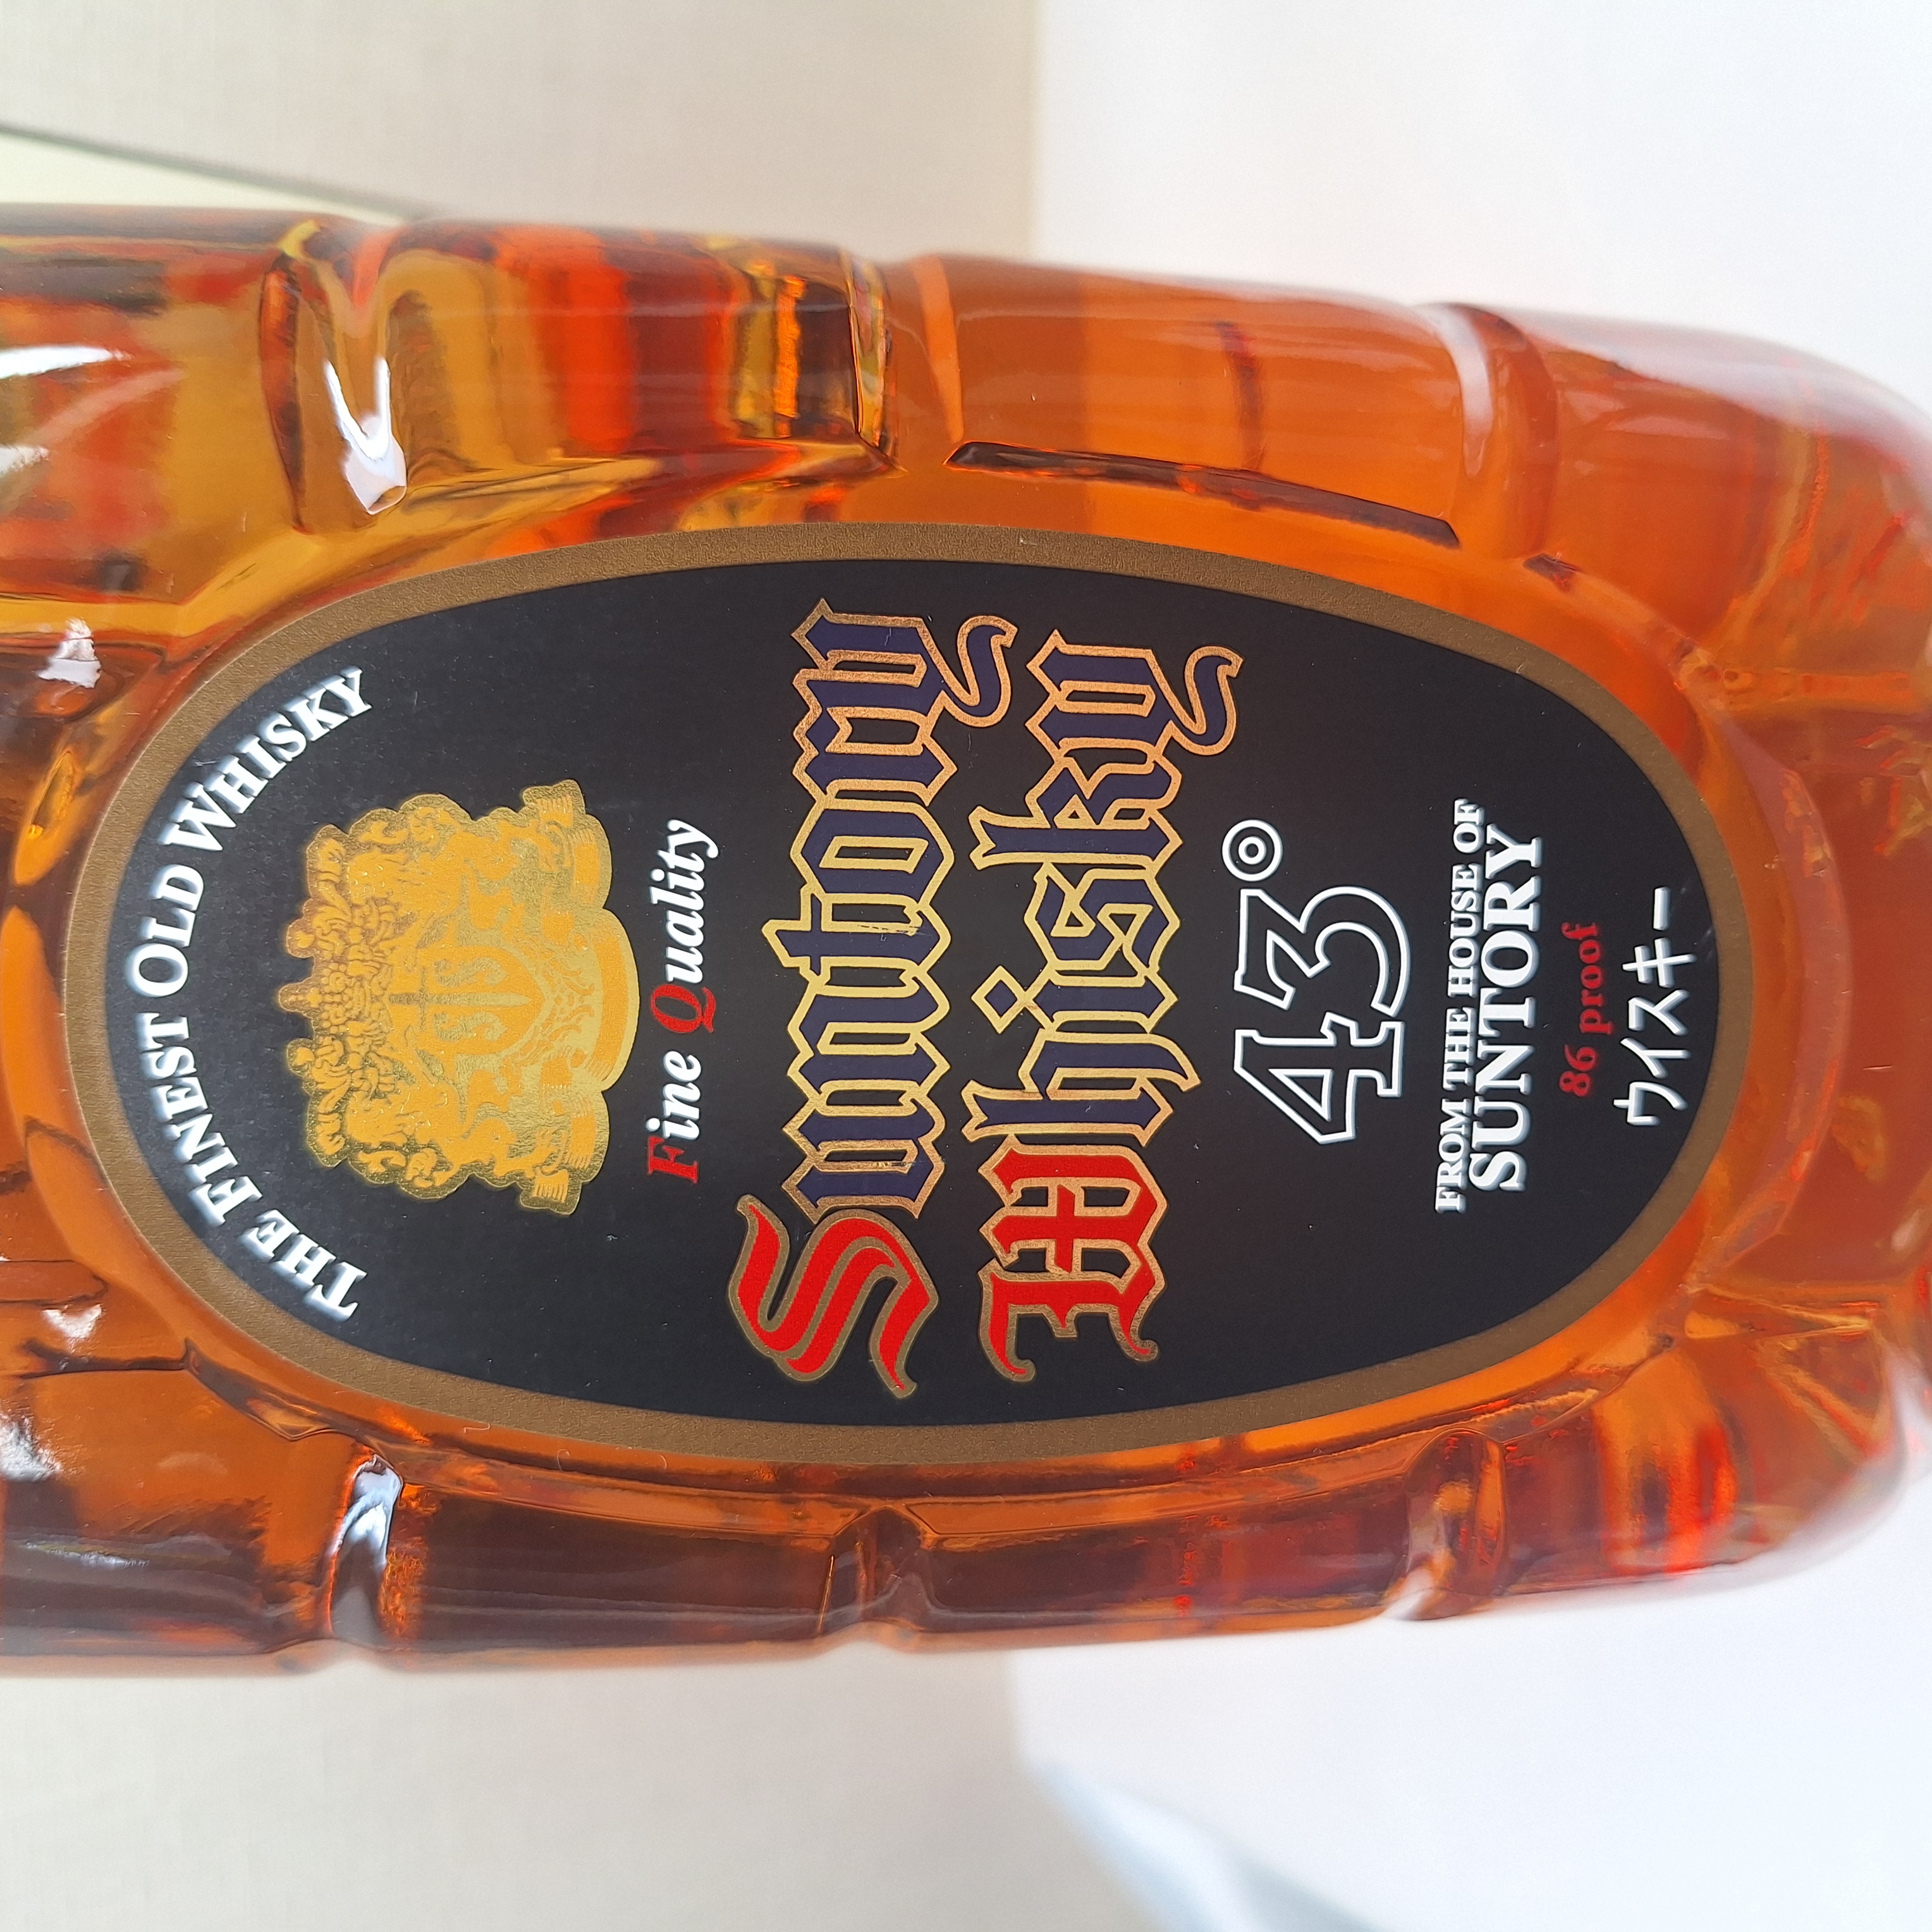 THE FINEST OLD WHISKY
SS
Fine Quality
Suntory
Whisky
43°
FROM THE HOUSE OF
SUNTORY
86 proof
ウイスキー